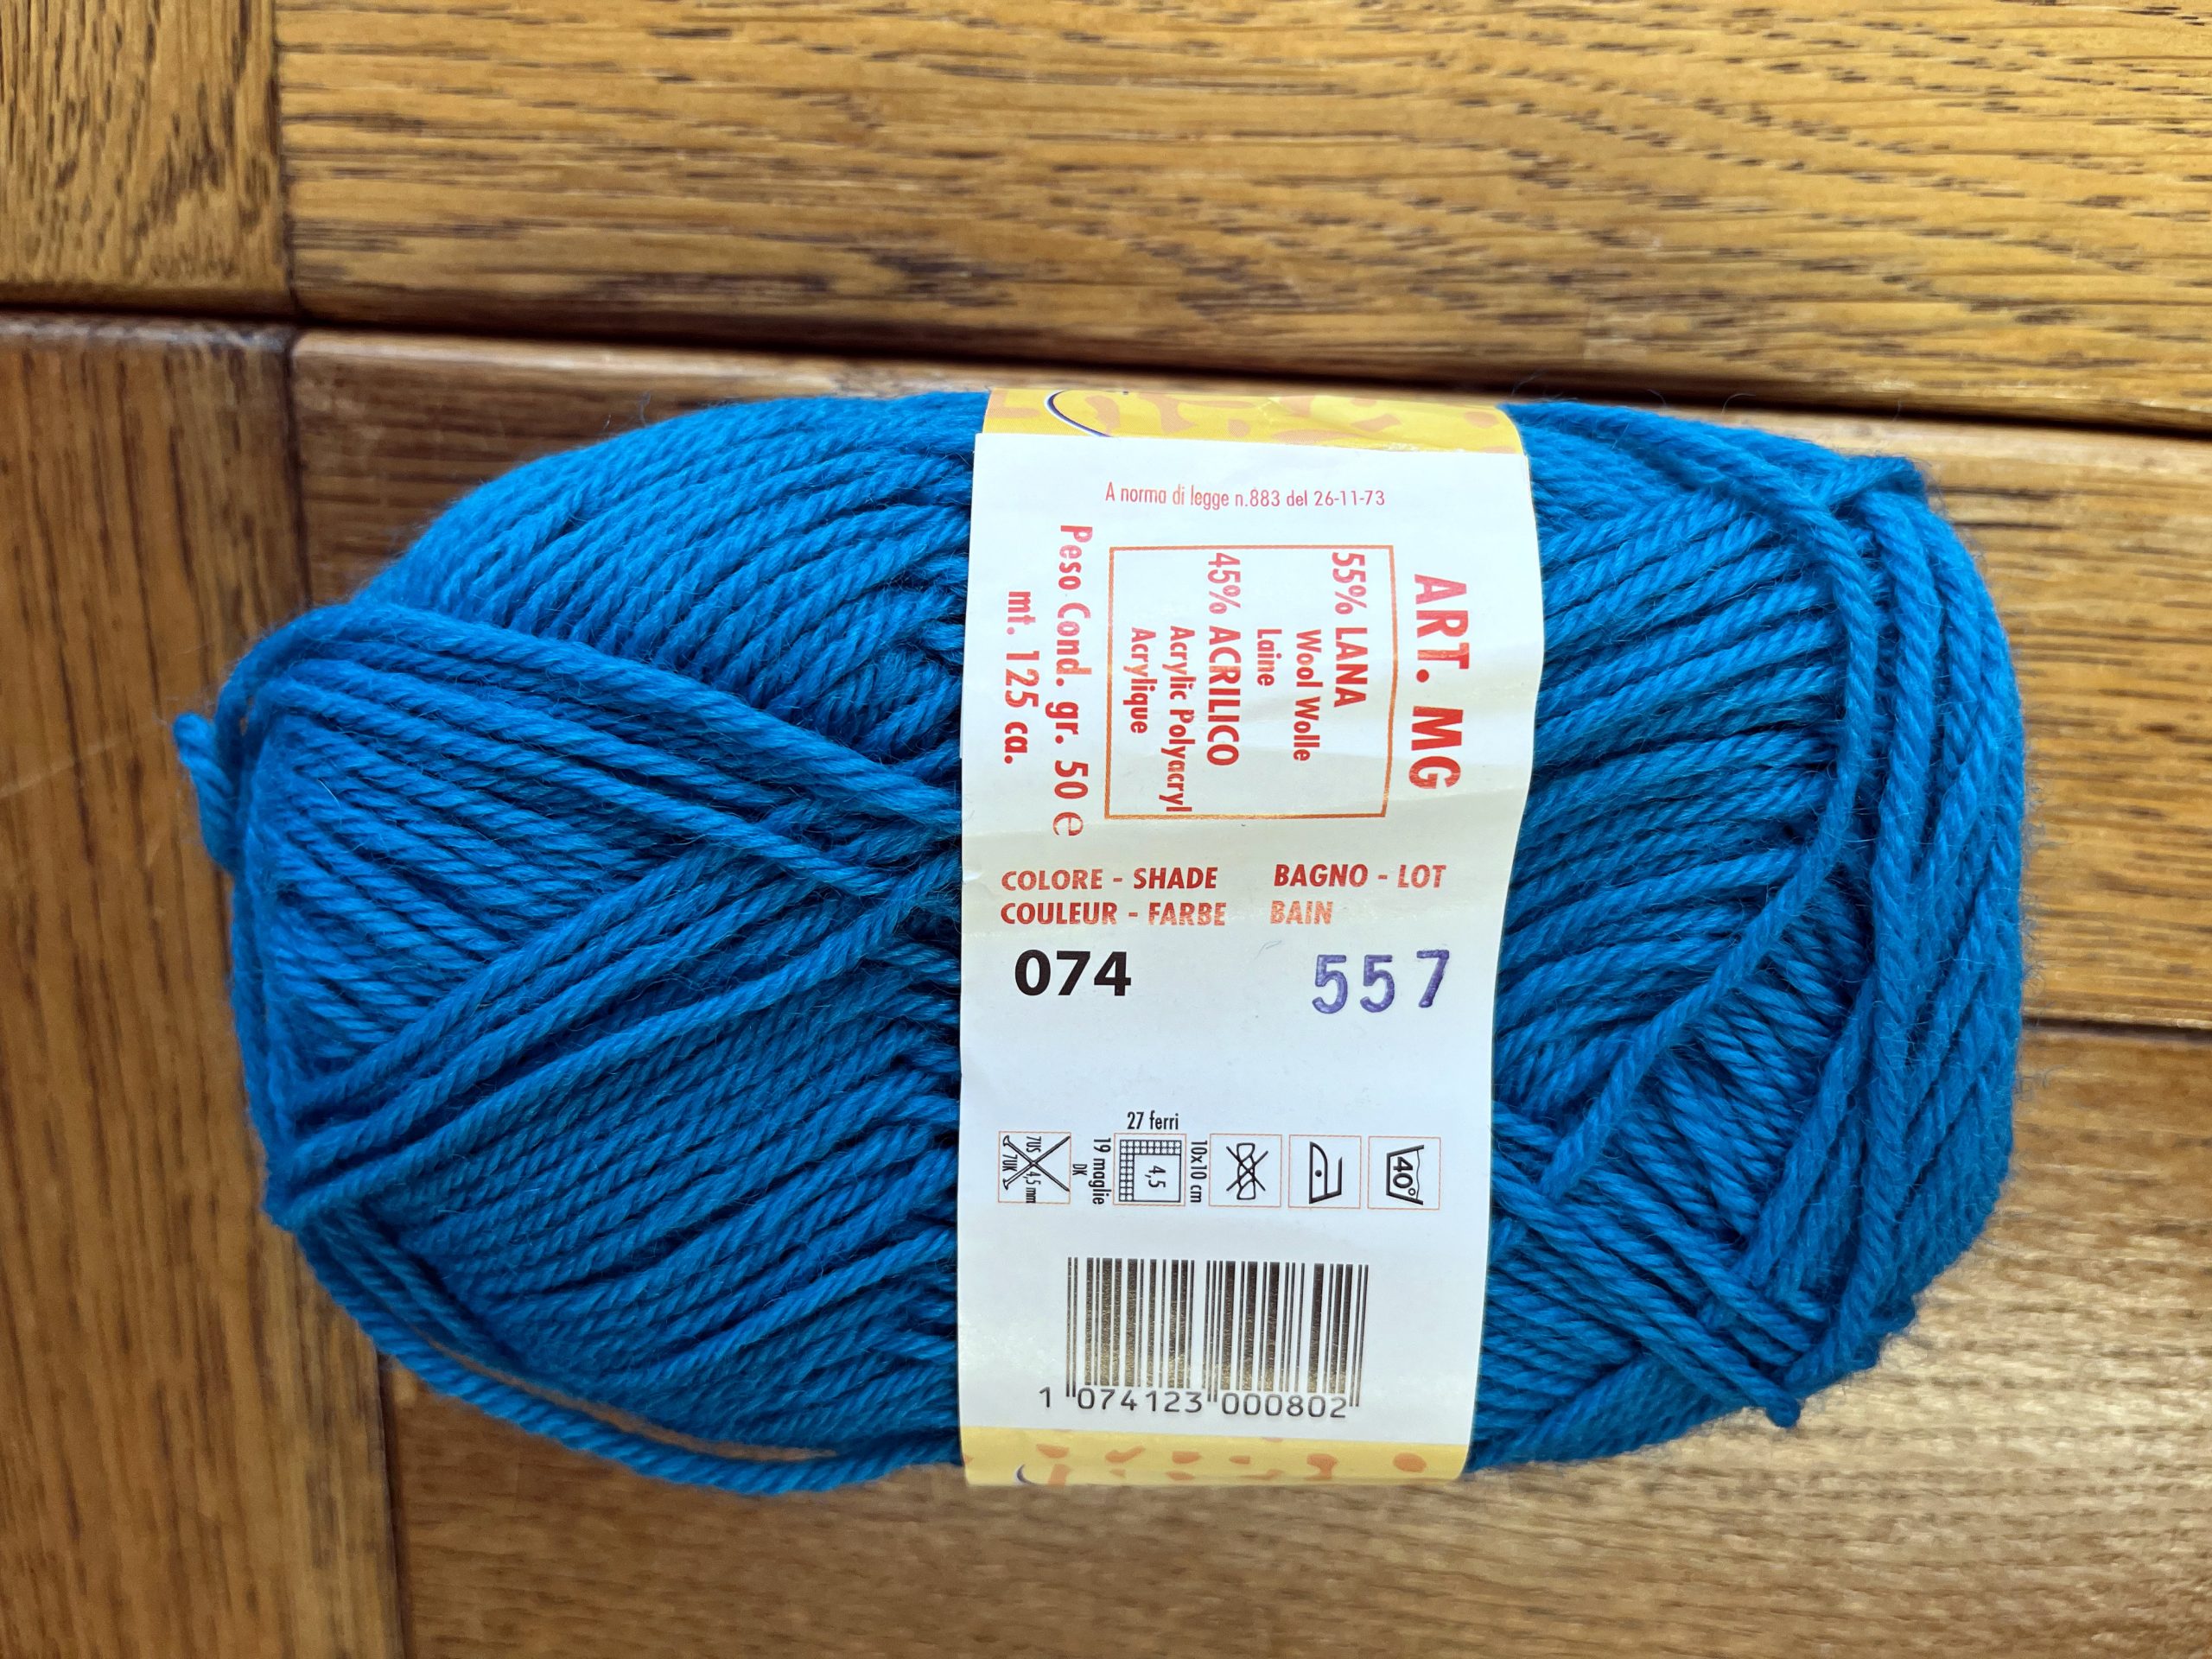 A norma di legge n.883 del 26-11-73
ART. MG
55% LANA
Wool Wolle
Laine
45% ACRILICO
Acrylic Polyacryl
Acrylique
Peso Cond. gr. 50 e
mt. 125 ca.
COLORE - SHADE BAGNO - LOT
COULEUR - FARBE BAIN
074 557
40°
10x10 cm
27 ferri
4,5
19 maglie
DK
7US 4,5 mm
7UK
1 074123 000802